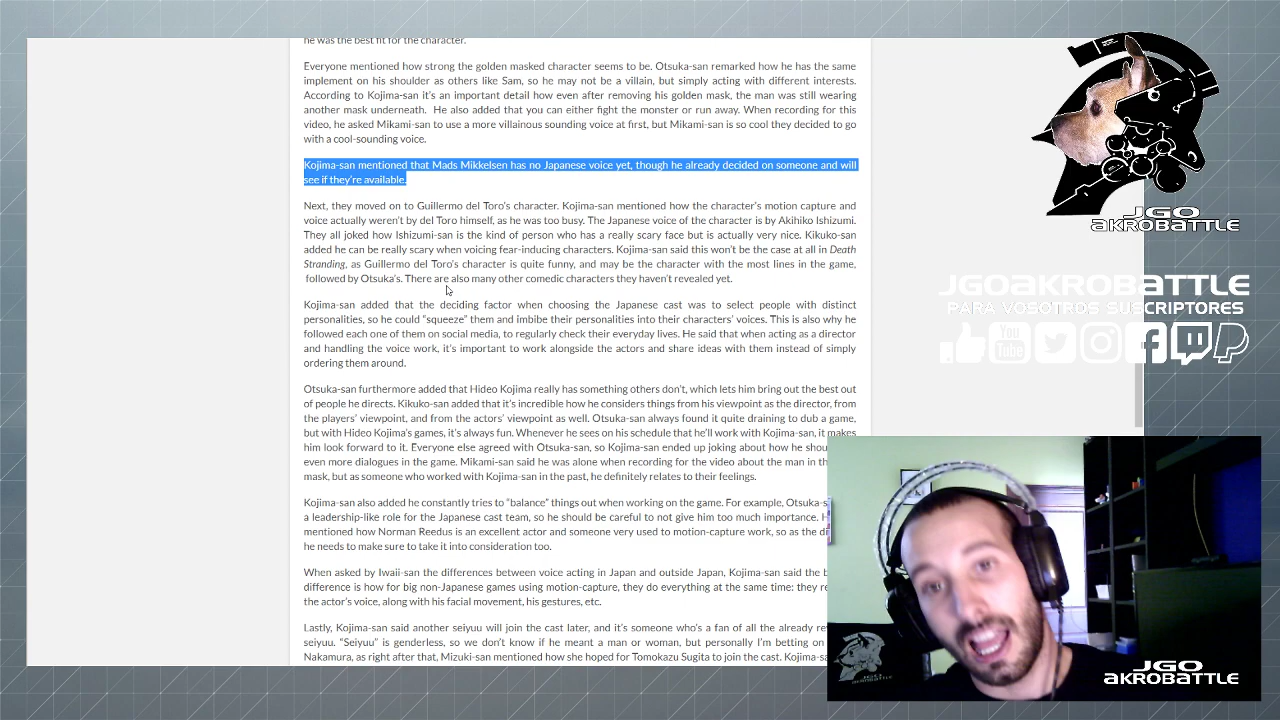 he was the best fit for the character.
Everyone mentioned how strong the golden masked character seems to be. Otsuka-san remarked how he has the same
implement on his shoulder as others like Sam, so he may not be a villain, but simply acting with different interests.
According to Kojima-san it's an important detail how even after removing his golden mask, the man was still wearing
another mask underneath. He also added that you can either fight the monster or run away. When recording for this
video, he asked Mikami-san to use a more villainous sounding voice at first, but Mikami-san is so cool they decided to go
with a cool-sounding voice.
Kojima-san mentioned that Mads Mikkelsen has no Japanese voice yet, though he already decided on someone and will
see if they're available.
Next, they moved on to Guillermo del Toro's character. Kojima-san mentioned how the character's motion capture and
voice actually weren't by del Toro himself, as he was too busy. The Japanese voice of the character is by Akihiko Ishizumi.
They all joked how Ishizumi-san is the kind of person who has a really scary face but is actually very nice. Kikuko-san
added he can be really scary when voicing fear-inducing characters. Kojima-san said this won't be the case at all in Death
Stranding, as Guillermo del Toro's character is quite funny, and may be the character with the most lines in the game,
followed by Otsuka's. There are also many other comedic characters they haven't revealed yet.
Kojima-san added that the deciding factor when choosing the Japanese cast was to select people with distinct
personalities, so he could “squeeze” them and imbibe their personalities into their characters' voices. This is also why he
followed each one of them on social media, to regularly check their everyday lives. He said that when acting as a director
and handling the voice work, it's important to work alongside the actors and share ideas with them instead of simply
ordering them around.
Otsuka-san furthermore added that Hideo Kojima really has something others don't, which lets him bring out the best out
of people he directs. Kikuko-san added that it's incredible how he considers things from his viewpoint as the director, from
the players' viewpoint, and from the actors' viewpoint as well. Otsuka-san always found it quite draining to dub a game,
but with Hideo Kojima's games, it's always fun. Whenever he sees on his schedule that he'll work with Kojima-san, it makes
him look forward to it. Everyone else agreed with Otsuka-san, so Kojima-san ended up joking about how he shou
even more dialogues in the game. Mikami-san said he was alone when recording for the video about the man in th
mask, but as someone who worked with Kojima-san in the past, he definitely relates to their feelings.
Kojima-san also added he constantly tries to “balance” things out when working on the game. For example, Otsuka-s
a leadership-like role for the Japanese cast team, so he should be careful to not give him too much importance. H
mentioned how Norman Reedus is an excellent actor and someone very used to motion-capture work, so as the di
he needs to make sure to take it into consideration too.
When asked by Iwaii-san the differences between voice acting in Japan and outside Japan, Kojima-san said the b
difference is how for big non-Japanese games using motion-capture, they do everything at the same time: they re
the actor's voice, along with his facial movement, his gestures, etc.
Lastly, Kojima-san said another seiyuu will join the cast later, and it's someone who's a fan of all the already re
seiyuu. “Seiyuu” is genderless, so we don't know if he meant a man or woman, but personally I'm betting on
Nakamura, as right after that, Mizuki-san mentioned how she hoped for Tomokazu Sugita to join the cast. Kojima-sa
JGO
AKROBATTLE
JGOAKROBATTLE
PARA VOSOTROS SUSCRIPTORES
You
Tube
JGO
AKROBATTLE